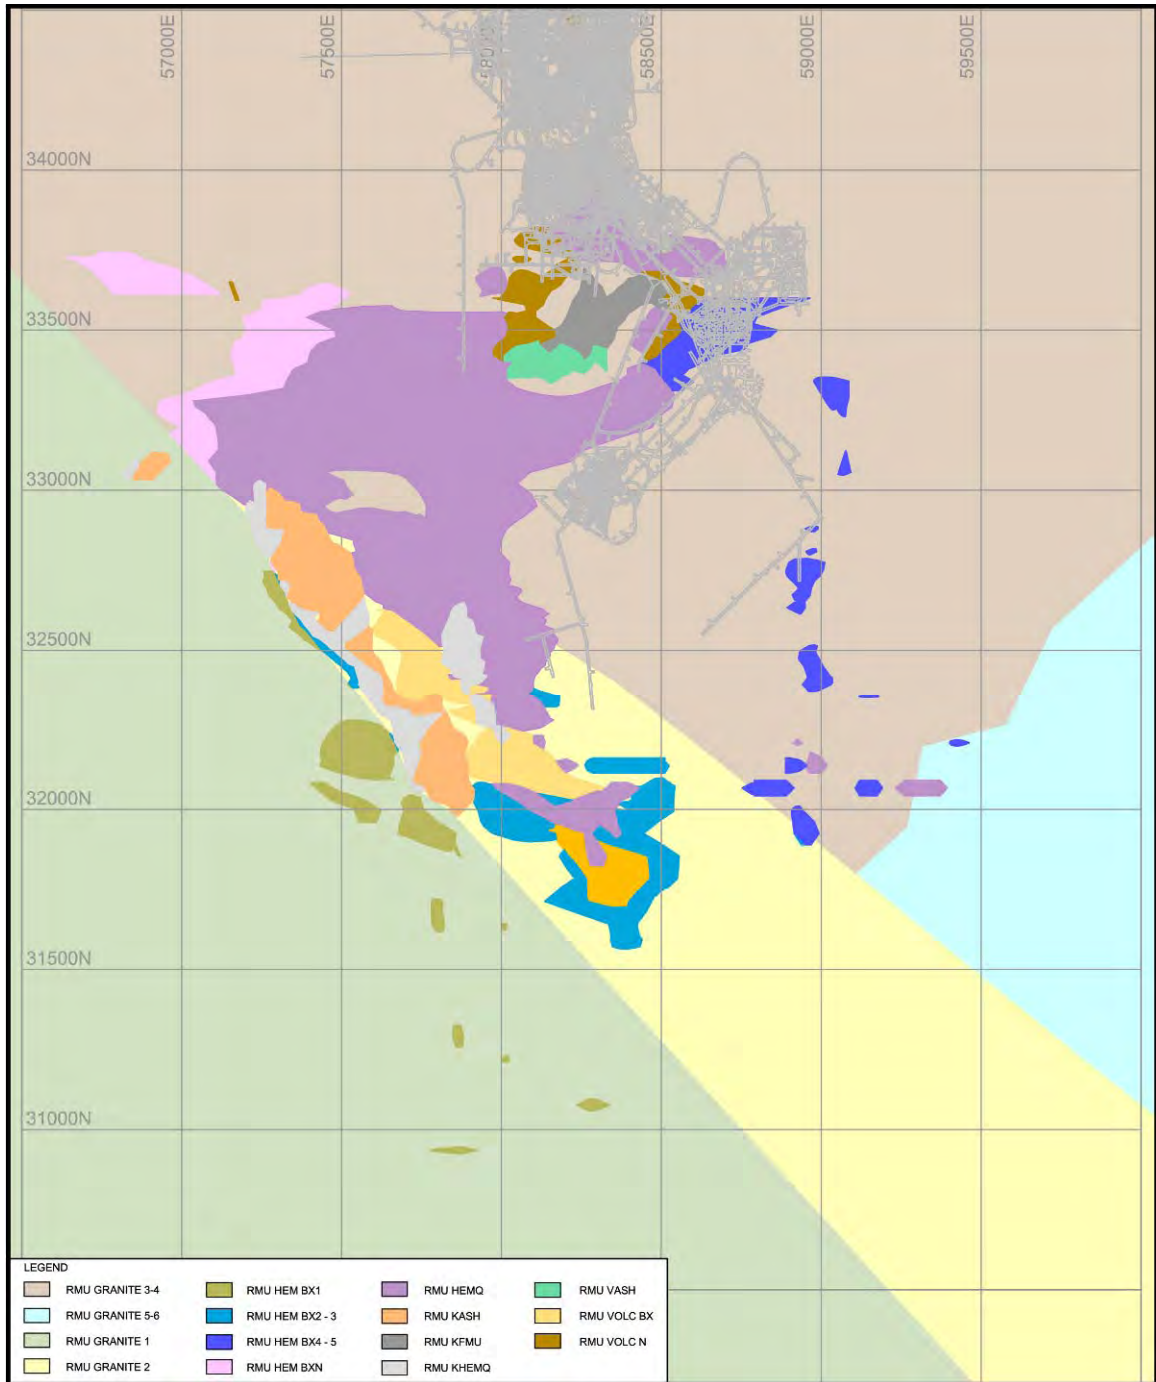 57000E
57500E
58000E
58500E
59000E
59500E
34000N
33500N
33000N
32500N
32000N
31500N
31000N
LEGEND
RMU GRANITE 3-4
RMU HEM BX1
RMU HEMQ
RMU VASH
RMU GRANITE 5-6
RMU HEM BX2 - 3
RMU KASH
RMU VOLC BX
RMU GRANITE 1
RMU HEM BX4 - 5
RMU KFMU
RMU VOLC N
RMU GRANITE 2
RMU HEM BXN
RMU KHEMQ